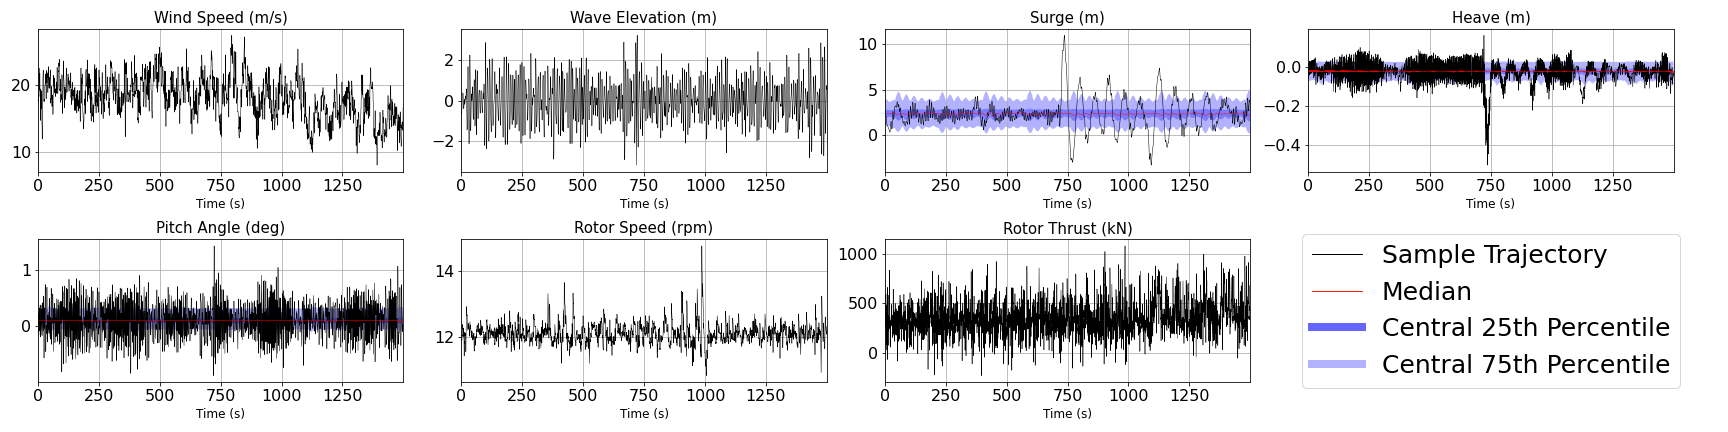 Wind Speed (m/s)
20
10
0 250 500 750 1000 1250
Time (s)
Wave Elevation (m)
2
0
−2
0 250 500 750 1000 1250
Time (s)
Surge (m)
10
5
0
0 250 500 750 1000 1250
Time (s)
Heave (m)
0.0
−0.2
−0.4
0 250 500 750 1000 1250
Time (s)
Pitch Angle (deg)
1
0
0 250 500 750 1000 1250
Time (s)
Rotor Speed (rpm)
14
12
0 250 500 750 1000 1250
Time (s)
Rotor Thrust (kN)
1000
500
0
0 250 500 750 1000 1250
Time (s)
Sample Trajectory
Median
Central 25th Percentile
Central 75th Percentile